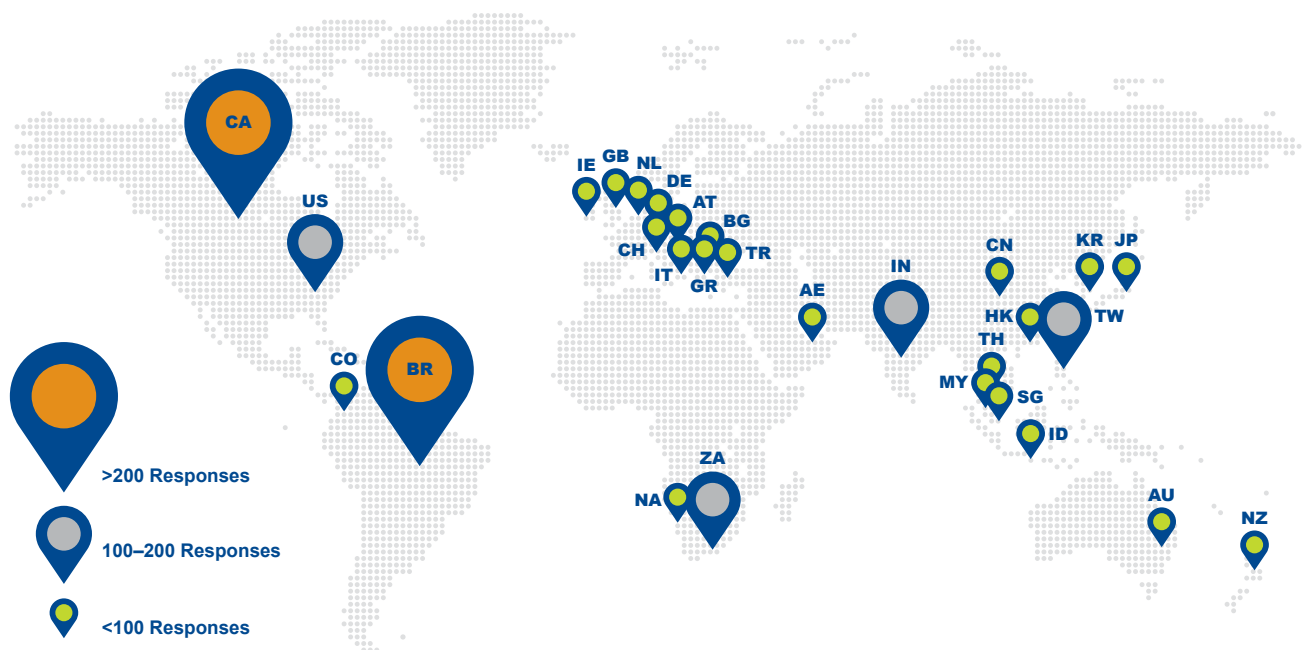 CA
US
IE
GB
NL
DE
AT
BG
CH
IT
GR
TR
AE
IN
CN
KR
JP
HK
TW
TH
MY
SG
ID
CO
BR
ZA
NA
AU
NZ
>200 Responses
100–200 Responses
<100 Responses